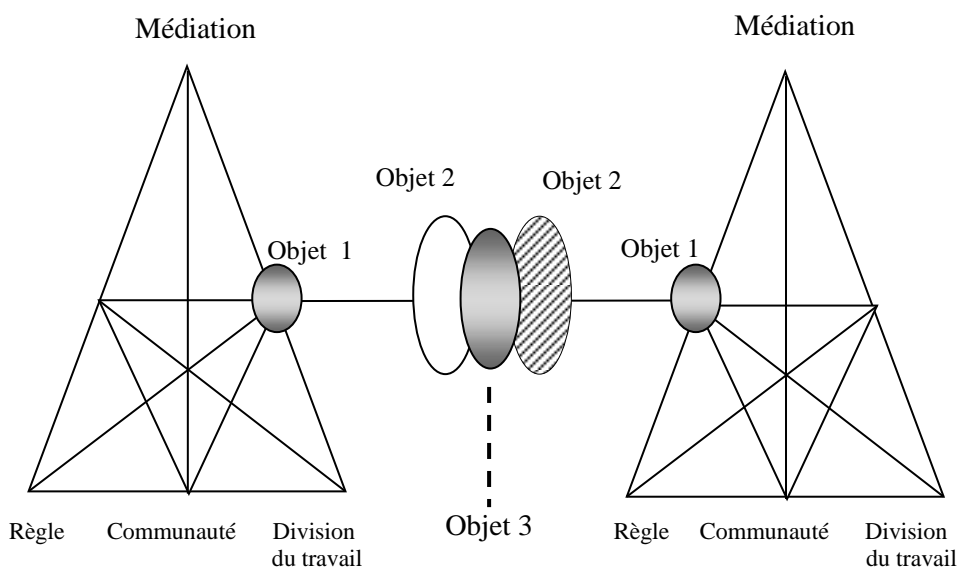 Médiation
Médiation
Objet 2
Objet 2
Objet 1
Objet 1
Règle
Communauté
Division
du travail
Objet 3
Règle
Communauté
Division
du travail